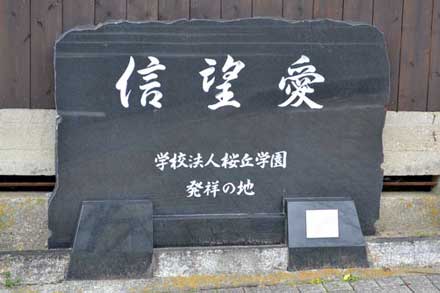 信望愛
学校法人桜丘学園
発祥の地